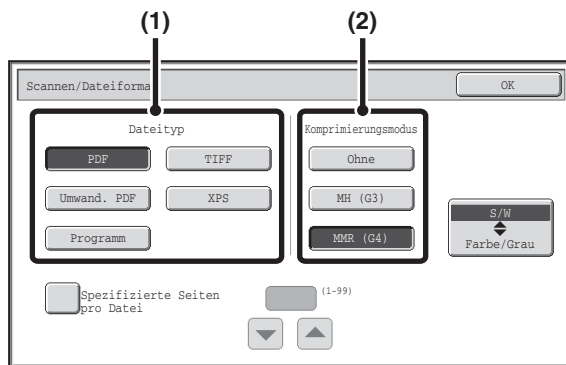 (1) (2)
Scannen/Dateiforma OK
Dateityp Komprimierungsmodus
PDF TIFF Ohne
Umwand. PDF XPS MH (G3) S/W
Programm MMR (G4) Farbe/Grau
Spezifizierte Seiten (1-99)
pro Datei